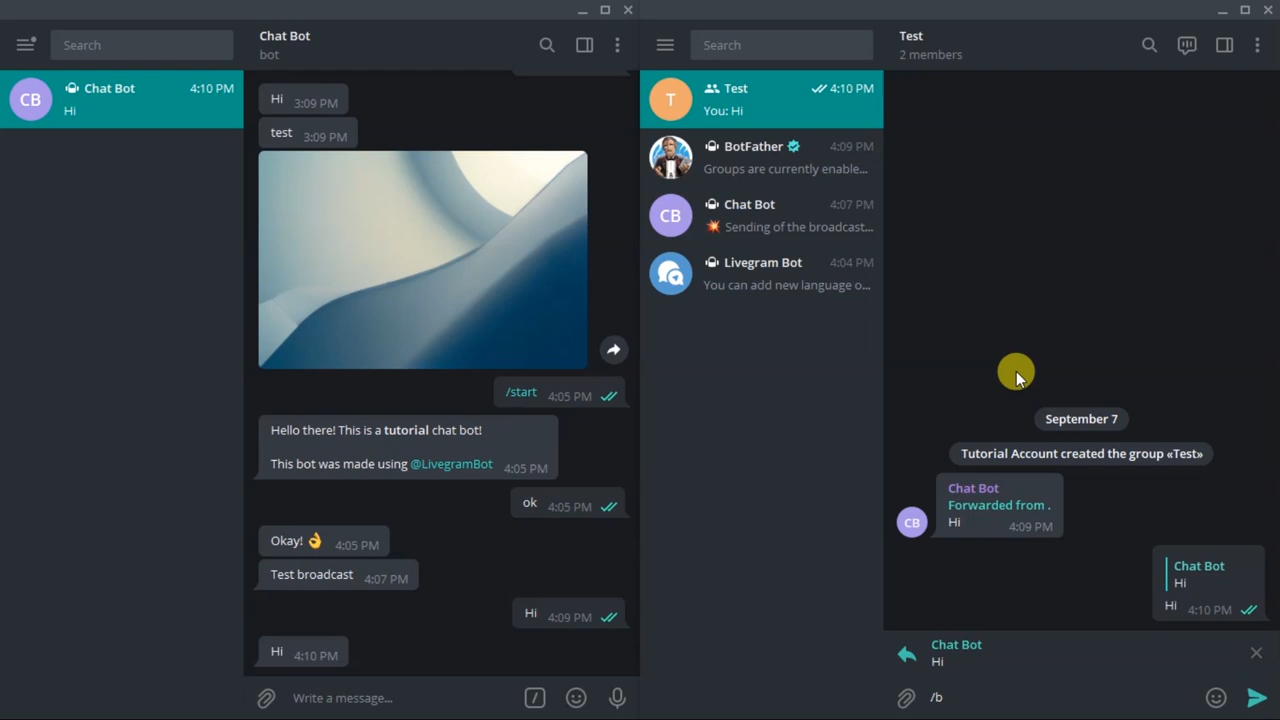 Search
Chat Bot
bot
CB
Chat Bot
4:10 PM
Hi
Hi
3:09 PM
test
3:09 PM
/start
4:05 PM
Hello there! This is a tutorial chat bot!
This bot was made using @LivegramBot
4:05 PM
ok
4:05 PM
Okay! 👌
4:05 PM
Test broadcast
4:07 PM
Hi
4:09 PM
Hi
4:10 PM
Write a message...
Search
Test
2 members
T
Test
4:10 PM
You: Hi
BotFather
4:09 PM
Groups are currently enable...
CB
Chat Bot
4:07 PM
💥 Sending of the broadcast...
Livegram Bot
4:04 PM
You can add new language o...
September 7
Tutorial Account created the group «Test»
Chat Bot
Forwarded from .
CB
Hi
4:09 PM
Chat Bot
Hi
Hi
4:10 PM
Chat Bot
Hi
/b